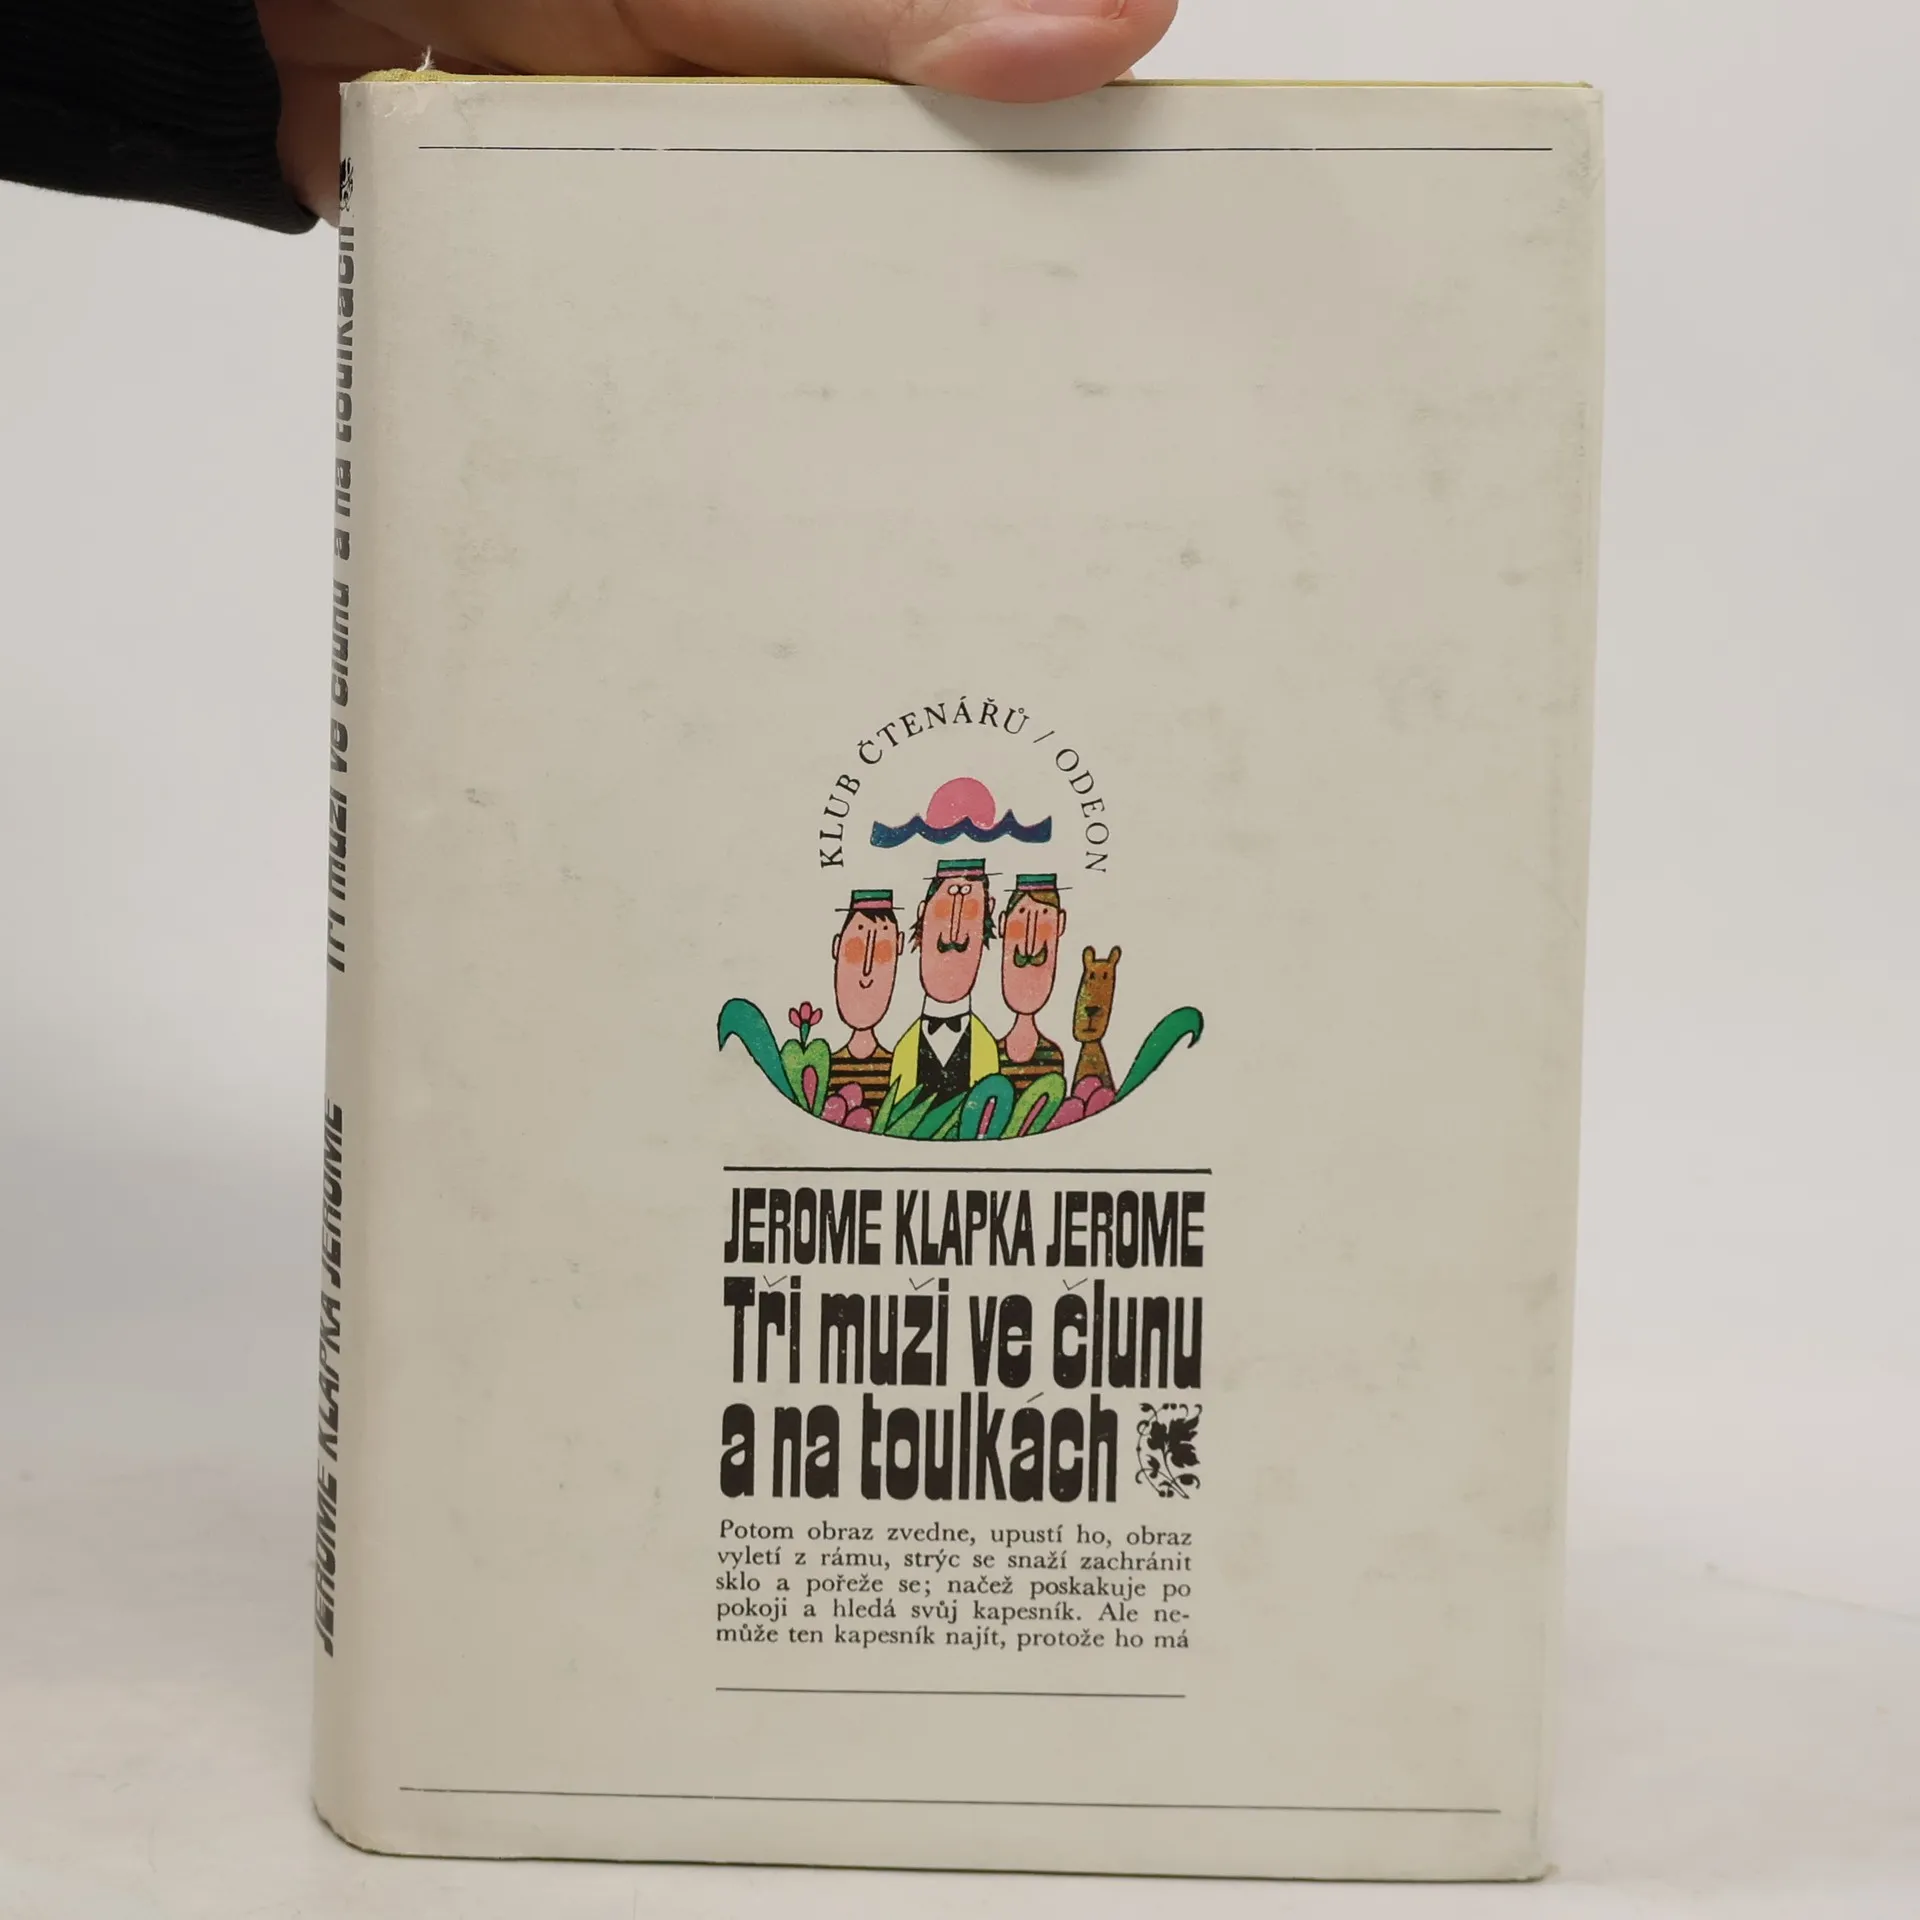 KLUB ČTENÁŘŮ / ODEON
JEROME KLAPKA JEROME
Tři muži ve člunu
a na toulkách
Potom obraz zvedne, upustí ho, obraz
vyletí z rámu, strýc se snaží zachránit
sklo a pořeže se; načež poskakuje po
pokoji a hledá svůj kapesník. Ale ne-
může ten kapesník najít, protože ho má
JEROME KLAPKA JEROME Tři muži ve člunu a na toulkách